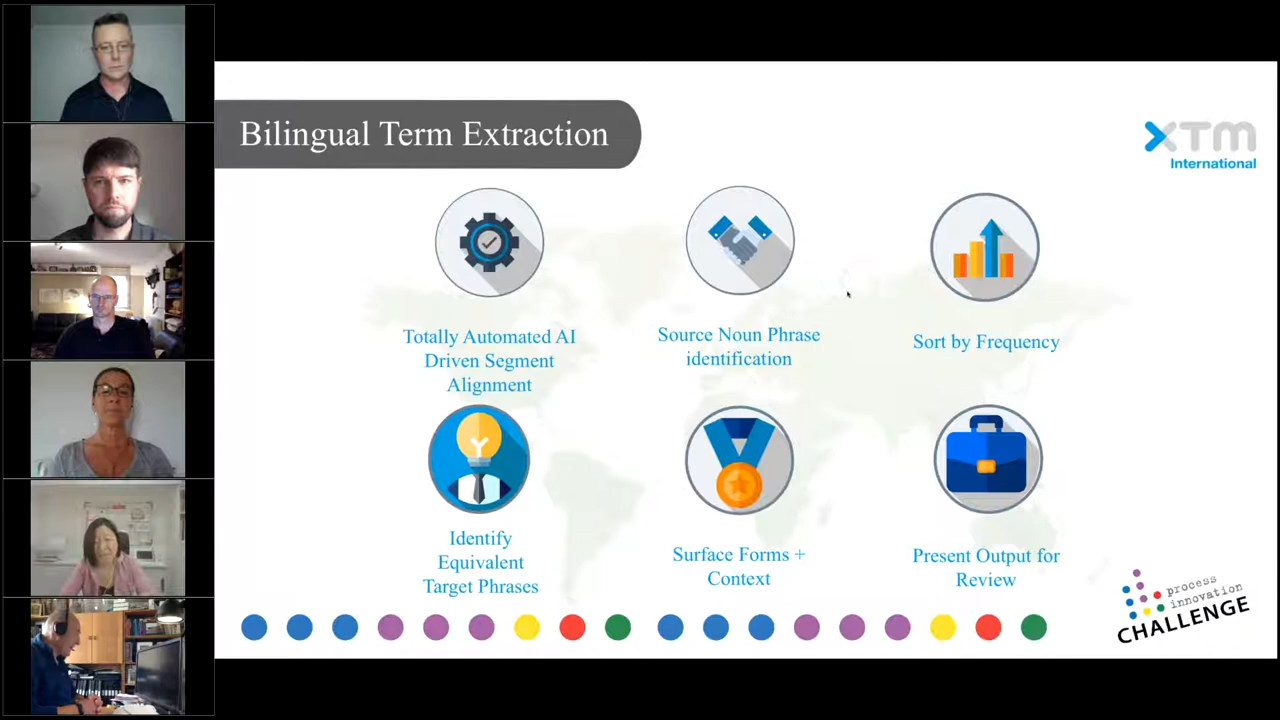 Bilingual Term Extraction
XTM
International
Totally Automated AI
Driven Segment
Alignment
Source Noun Phrase
identification
Sort by Frequency
Identify
Equivalent
Target Phrases
Surface Forms +
Context
Present Output for
Review
process
innovation
CHALLENGE